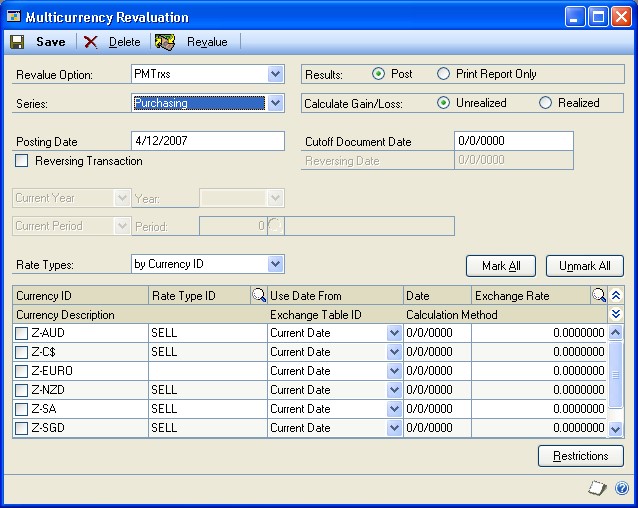 Multicurrency Revaluation
Save Delete Revalue
Revalue Option: PMTrxs Results: Post Print Report Only
Series: Purchasing Calculate Gain/Loss: Unrealized Realized
Posting Date 4/12/2007 Cutoff Document Date 0/0/0000
Reversing Transaction Reversing Date 0/0/0000
Current Year Year:
Current Period Period: 0
Rate Types: by Currency ID Mark All Unmark All
Currency ID Rate Type ID Use Date From Date Exchange Rate
Currency Description Exchange Table ID Calculation Method
Z-AUD SELL Current Date 0/0/0000 0.0000000
Z-C$ SELL Current Date 0/0/0000 0.0000000
Z-EURO Current Date 0/0/0000 0.0000000
Z-NZD SELL Current Date 0/0/0000 0.0000000
Z-SA SELL Current Date 0/0/0000 0.0000000
Z-SGD SELL Current Date 0/0/0000 0.0000000
Restrictions